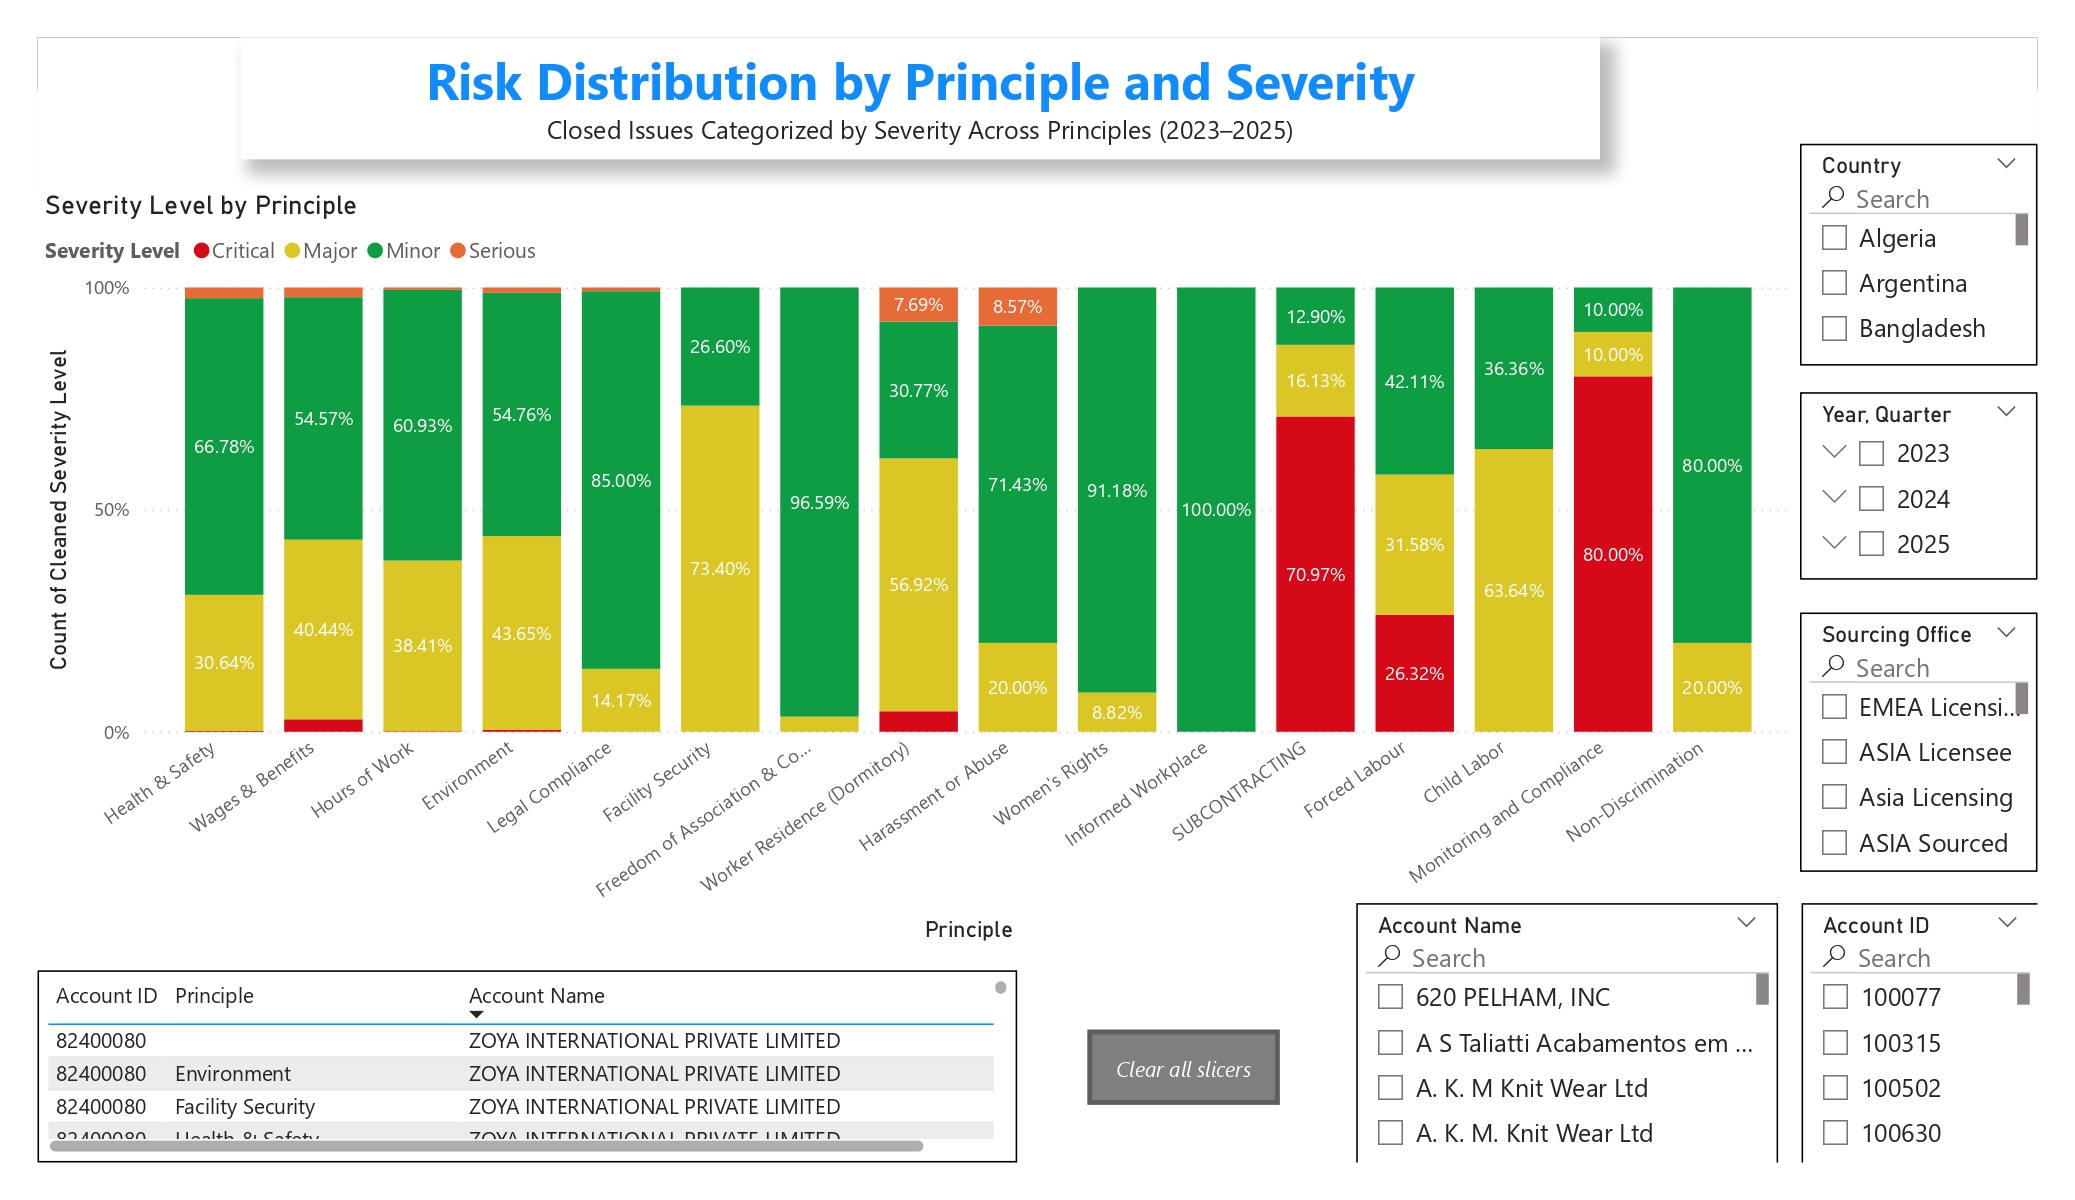 Risk Distribution by Principle and Severity
Closed Issues Categorized by Severity Across Principles (2023–2025)
Severity Level by Principle
Severity Level Critical Major Minor Serious
100%
50%
0%
Count of Cleaned Severity Level
66.78%
30.64%
54.57%
40.44%
60.93%
38.41%
54.76%
43.65%
85.00%
14.17%
26.60%
73.40%
96.59%
7.69%
30.77%
56.92%
8.57%
71.43%
20.00%
91.18%
8.82%
100.00%
12.90%
16.13%
70.97%
42.11%
31.58%
26.32%
36.36%
63.64%
10.00%
10.00%
80.00%
80.00%
20.00%
Health & Safety
Wages & Benefits
Hours of Work
Environment
Legal Compliance
Facility Security
Freedom of Association & Co...
Worker Residence (Dormitory)
Harassment or Abuse
Women's Rights
Informed Workplace
SUBCONTRACTING
Forced Labour
Child Labor
Monitoring and Compliance
Non-Discrimination
Principle
Country
Search
Algeria
Argentina
Bangladesh
Year, Quarter
2023
2024
2025
Sourcing Office
Search
EMEA Licensi...
ASIA Licensee
Asia Licensing
ASIA Sourced
Account ID Principle Account Name
82400080 ZOYA INTERNATIONAL PRIVATE LIMITED
82400080 Environment ZOYA INTERNATIONAL PRIVATE LIMITED
82400080 Facility Security ZOYA INTERNATIONAL PRIVATE LIMITED
82400080 Health & Safety ZOYA INTERNATIONAL PRIVATE LIMITED
Clear all slicers
Account Name
Search
620 PELHAM, INC
A S Taliatti Acabamentos em ...
A. K. M Knit Wear Ltd
A. K. M. Knit Wear Ltd
Account ID
Search
100077
100315
100502
100630